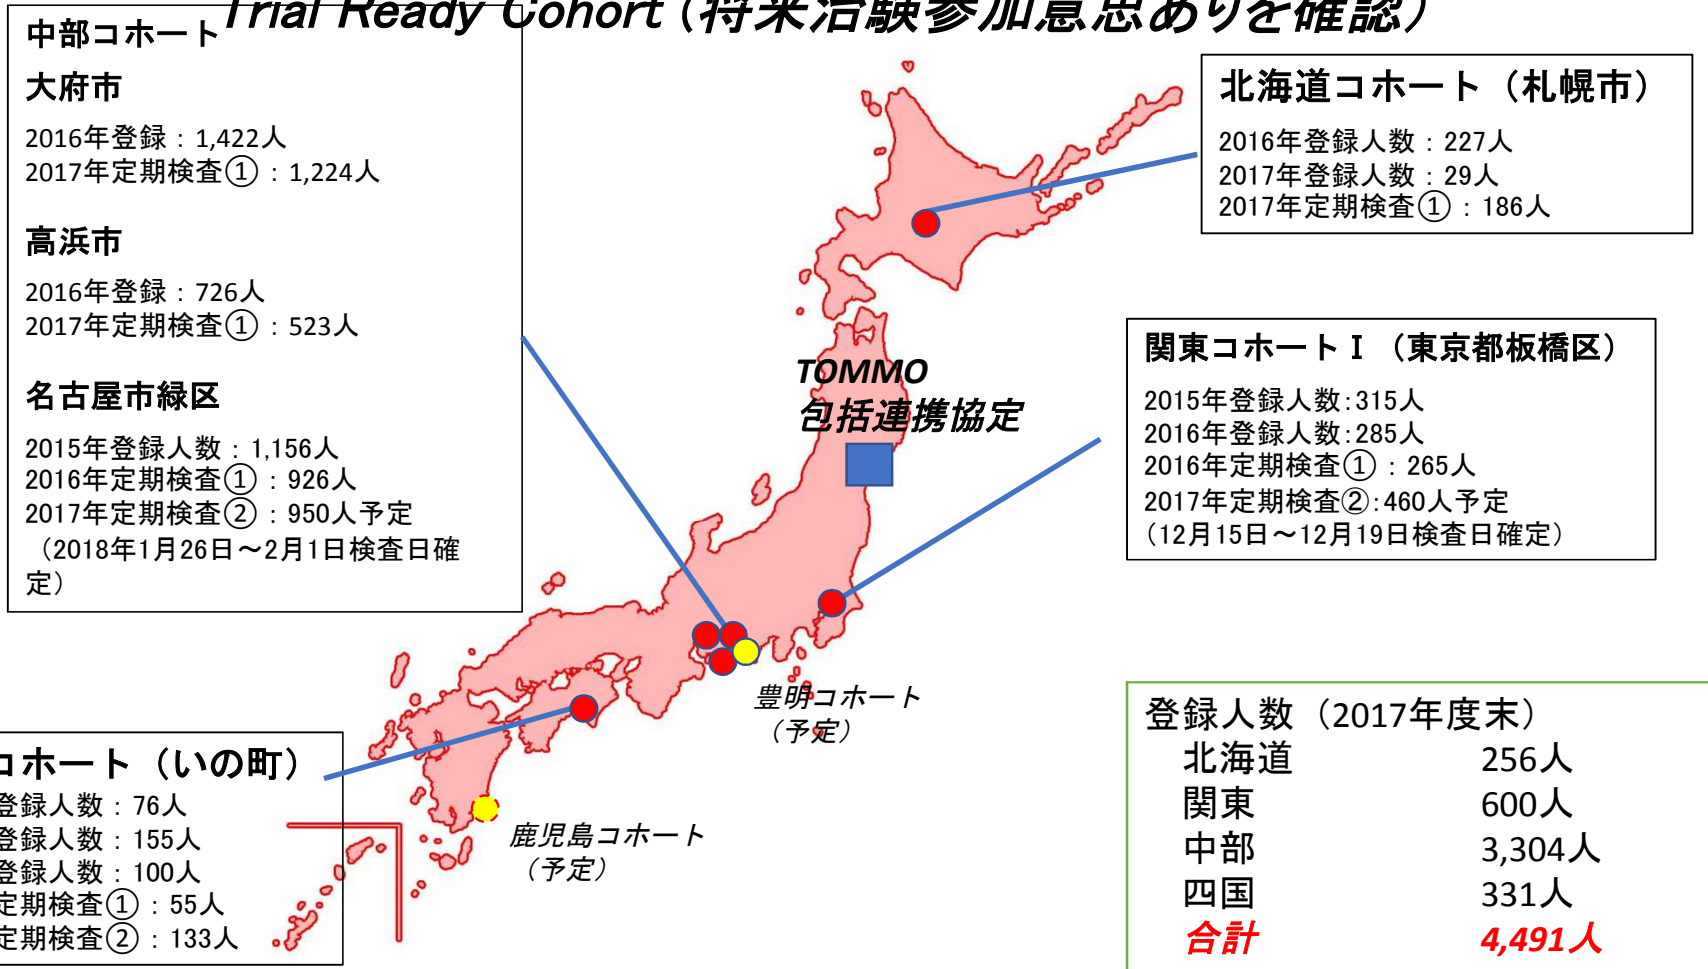 Trial Ready Cohort（将来治験参加意思ありを確認）
中部コホート
大府市
2016年登録：1,422人
2017年定期検査①：1,224人
高浜市
2016年登録：726人
2017年定期検査①：523人
名古屋市緑区
2015年登録人数：1,156人
2016年定期検査①：926人
2017年定期検査②：950人予定
（2018年1月26日～2月1日検査日確
定）
北海道コホート（札幌市）
2016年登録人数：227人
2017年登録人数：29人
2017年定期検査①：186人
TOMMO
包括連携協定
関東コホートⅠ（東京都板橋区）
2015年登録人数:315人
2016年登録人数:285人
2016年定期検査①：265人
2017年定期検査②:460人予定
（12月15日～12月19日検査日確定）
豊明コホート
（予定）
コホート（いの町）
登録人数：76人
登録人数：155人
登録人数：100人
定期検査①：55人
定期検査②：133人
鹿児島コホート
（予定）
登録人数（2017年度末）
北海道 256人
関東 600人
中部 3,304人
四国 331人
合計 4,491人